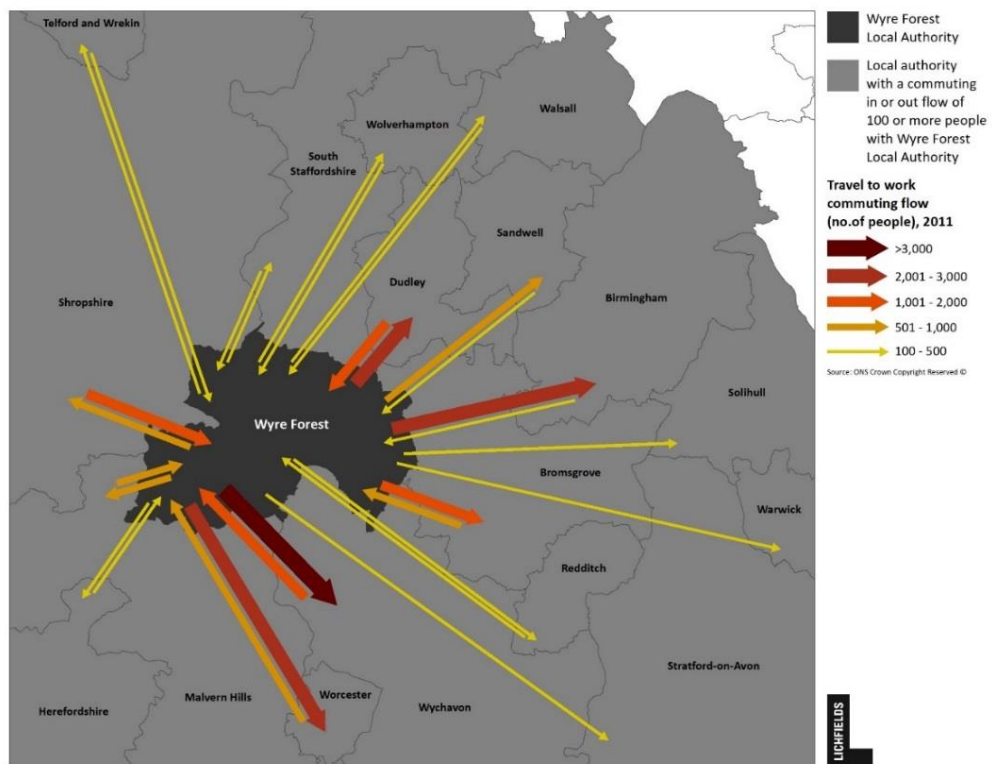 Telford and Wrekin
Walsall
Wolverhampton
South
Staffordshire
Sandwell
Dudley
Shropshire
Birmingham
Solihull
Wyre Forest
Bromsgrove
Warwick
Redditch
Stratford-on-Avon
Worcester
Malvern Hills
Wychavon
Herefordshire
Wyre Forest
Local Authority
Local authority
with a commuting
in or out flow of
100 or more people
with Wyre Forest
Local Authority
Travel to work
commuting flow
(no.of people), 2011
>3,000
2,001 - 3,000
1,001 - 2,000
501 - 1,000
100 - 500
Source: ONS Crown Copyright Reserved ©
LICHFIELDS